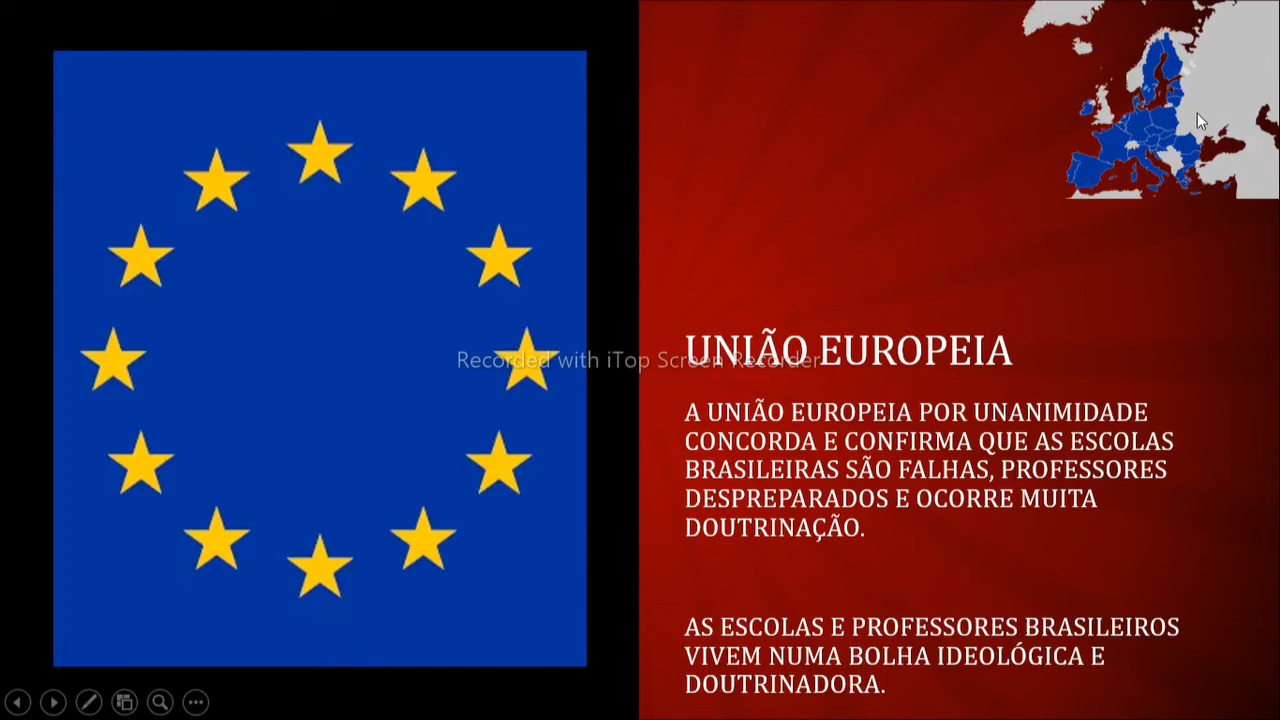 Recorded with iTop Screen Recorder
UNIÃO EUROPEIA
A UNIÃO EUROPEIA POR UNANIMIDADE
CONCORDA E CONFIRMA QUE AS ESCOLAS
BRASILEIRAS SÃO FALHAS, PROFESSORES
DESPREPARADOS E OCORRE MUITA
DOUTRINAÇÃO.
AS ESCOLAS E PROFESSORES BRASILEIROS
VIVEM NUMA BOLHA IDEOLÓGICA E
DOUTRINADORA.